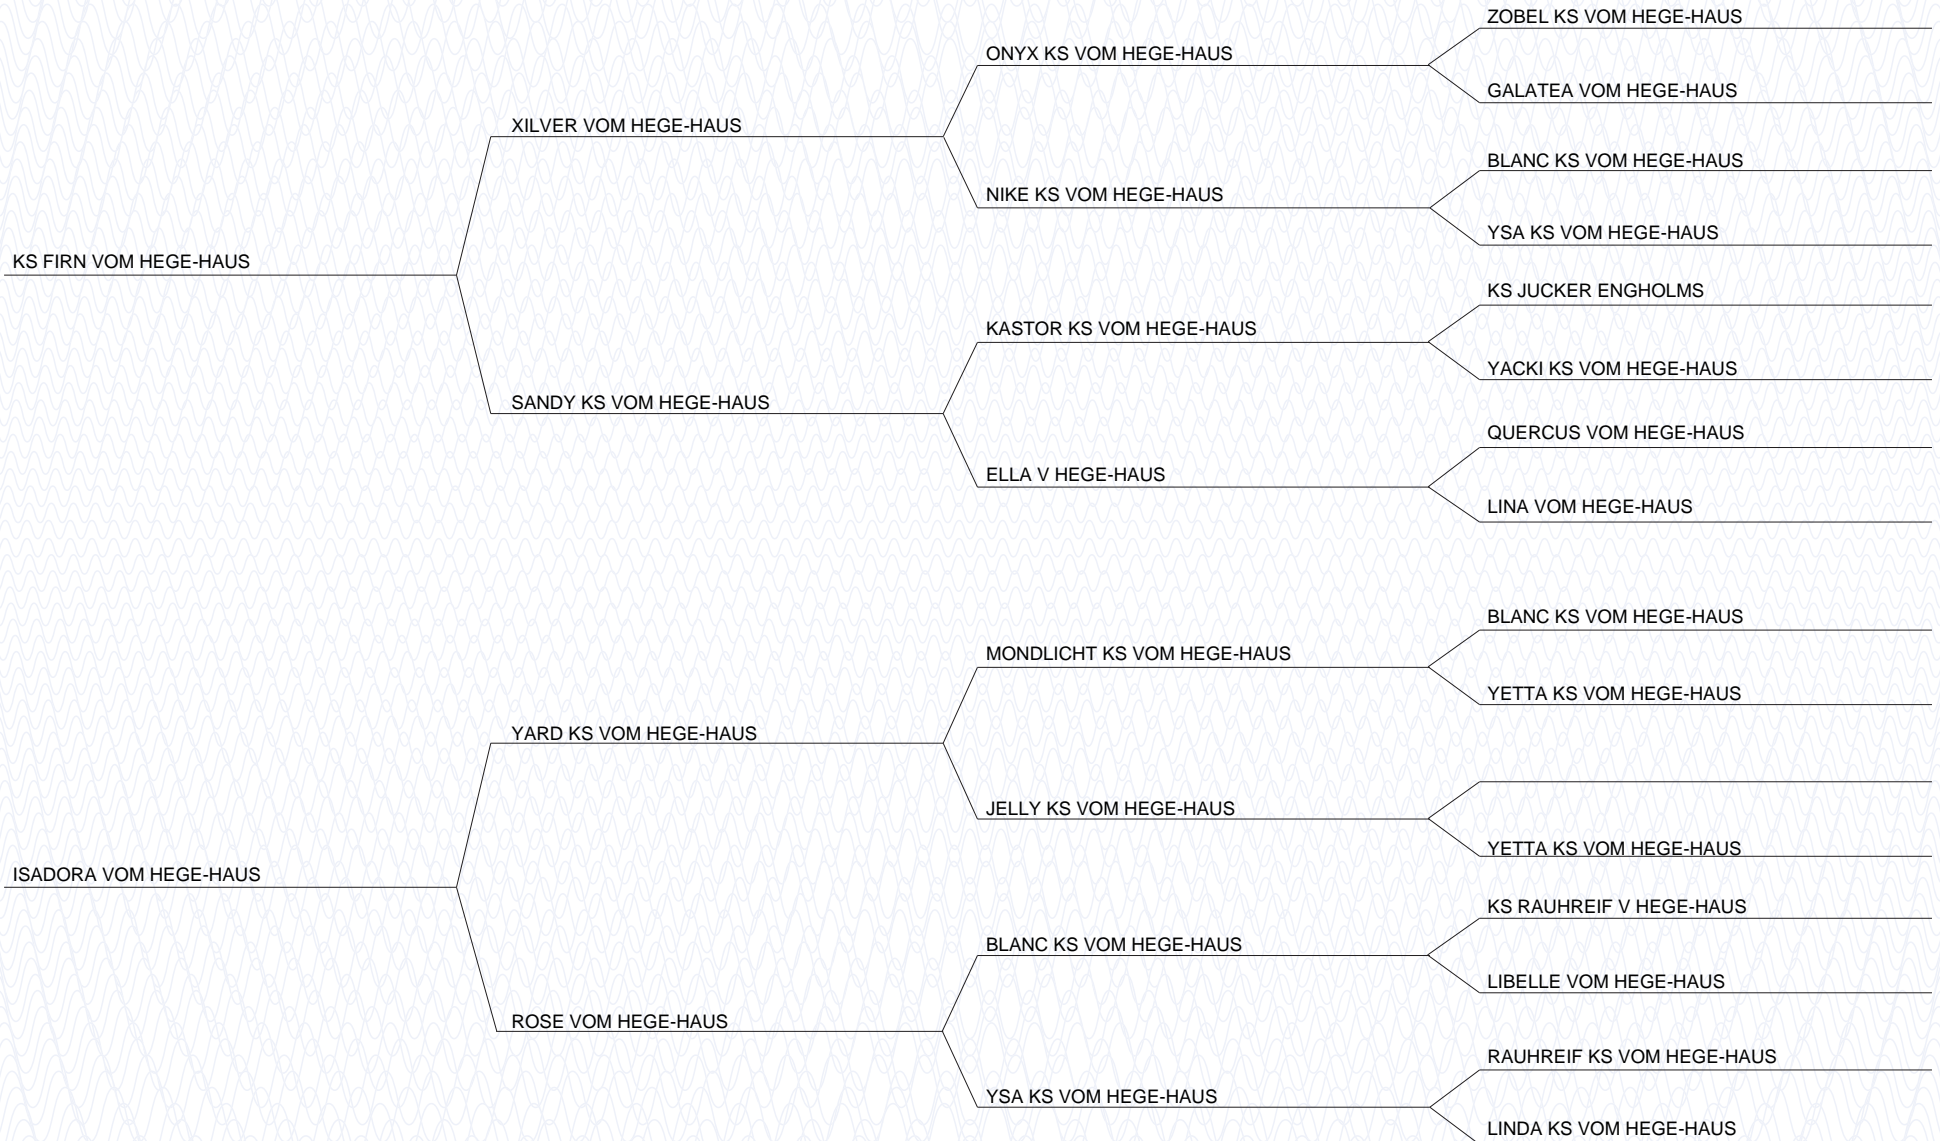 ZOBEL KS VOM HEGE-HAUS
ONYX KS VOM HEGE-HAUS
GALATEA VOM HEGE-HAUS
XILVER VOM HEGE-HAUS
BLANC KS VOM HEGE-HAUS
NIKE KS VOM HEGE-HAUS
YSA KS VOM HEGE-HAUS
KS FIRN VOM HEGE-HAUS
KS JUCKER ENGHOLMS
KASTOR KS VOM HEGE-HAUS
YACKI KS VOM HEGE-HAUS
SANDY KS VOM HEGE-HAUS
QUERCUS VOM HEGE-HAUS
ELLA V HEGE-HAUS
LINA VOM HEGE-HAUS
BLANC KS VOM HEGE-HAUS
MONDLICHT KS VOM HEGE-HAUS
YETTA KS VOM HEGE-HAUS
YARD KS VOM HEGE-HAUS
JELLY KS VOM HEGE-HAUS
YETTA KS VOM HEGE-HAUS
ISADORA VOM HEGE-HAUS
KS RAUHREIF V HEGE-HAUS
BLANC KS VOM HEGE-HAUS
LIBELLE VOM HEGE-HAUS
ROSE VOM HEGE-HAUS
RAUHREIF KS VOM HEGE-HAUS
YSA KS VOM HEGE-HAUS
LINDA KS VOM HEGE-HAUS